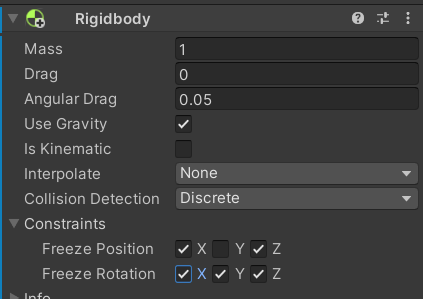 Rigidbody
Mass 1
Drag 0
Angular Drag 0.05
Use Gravity
Is Kinematic
Interpolate None
Collision Detection Discrete
Constraints
Freeze Position X Y Z
Freeze Rotation X Y Z
Info